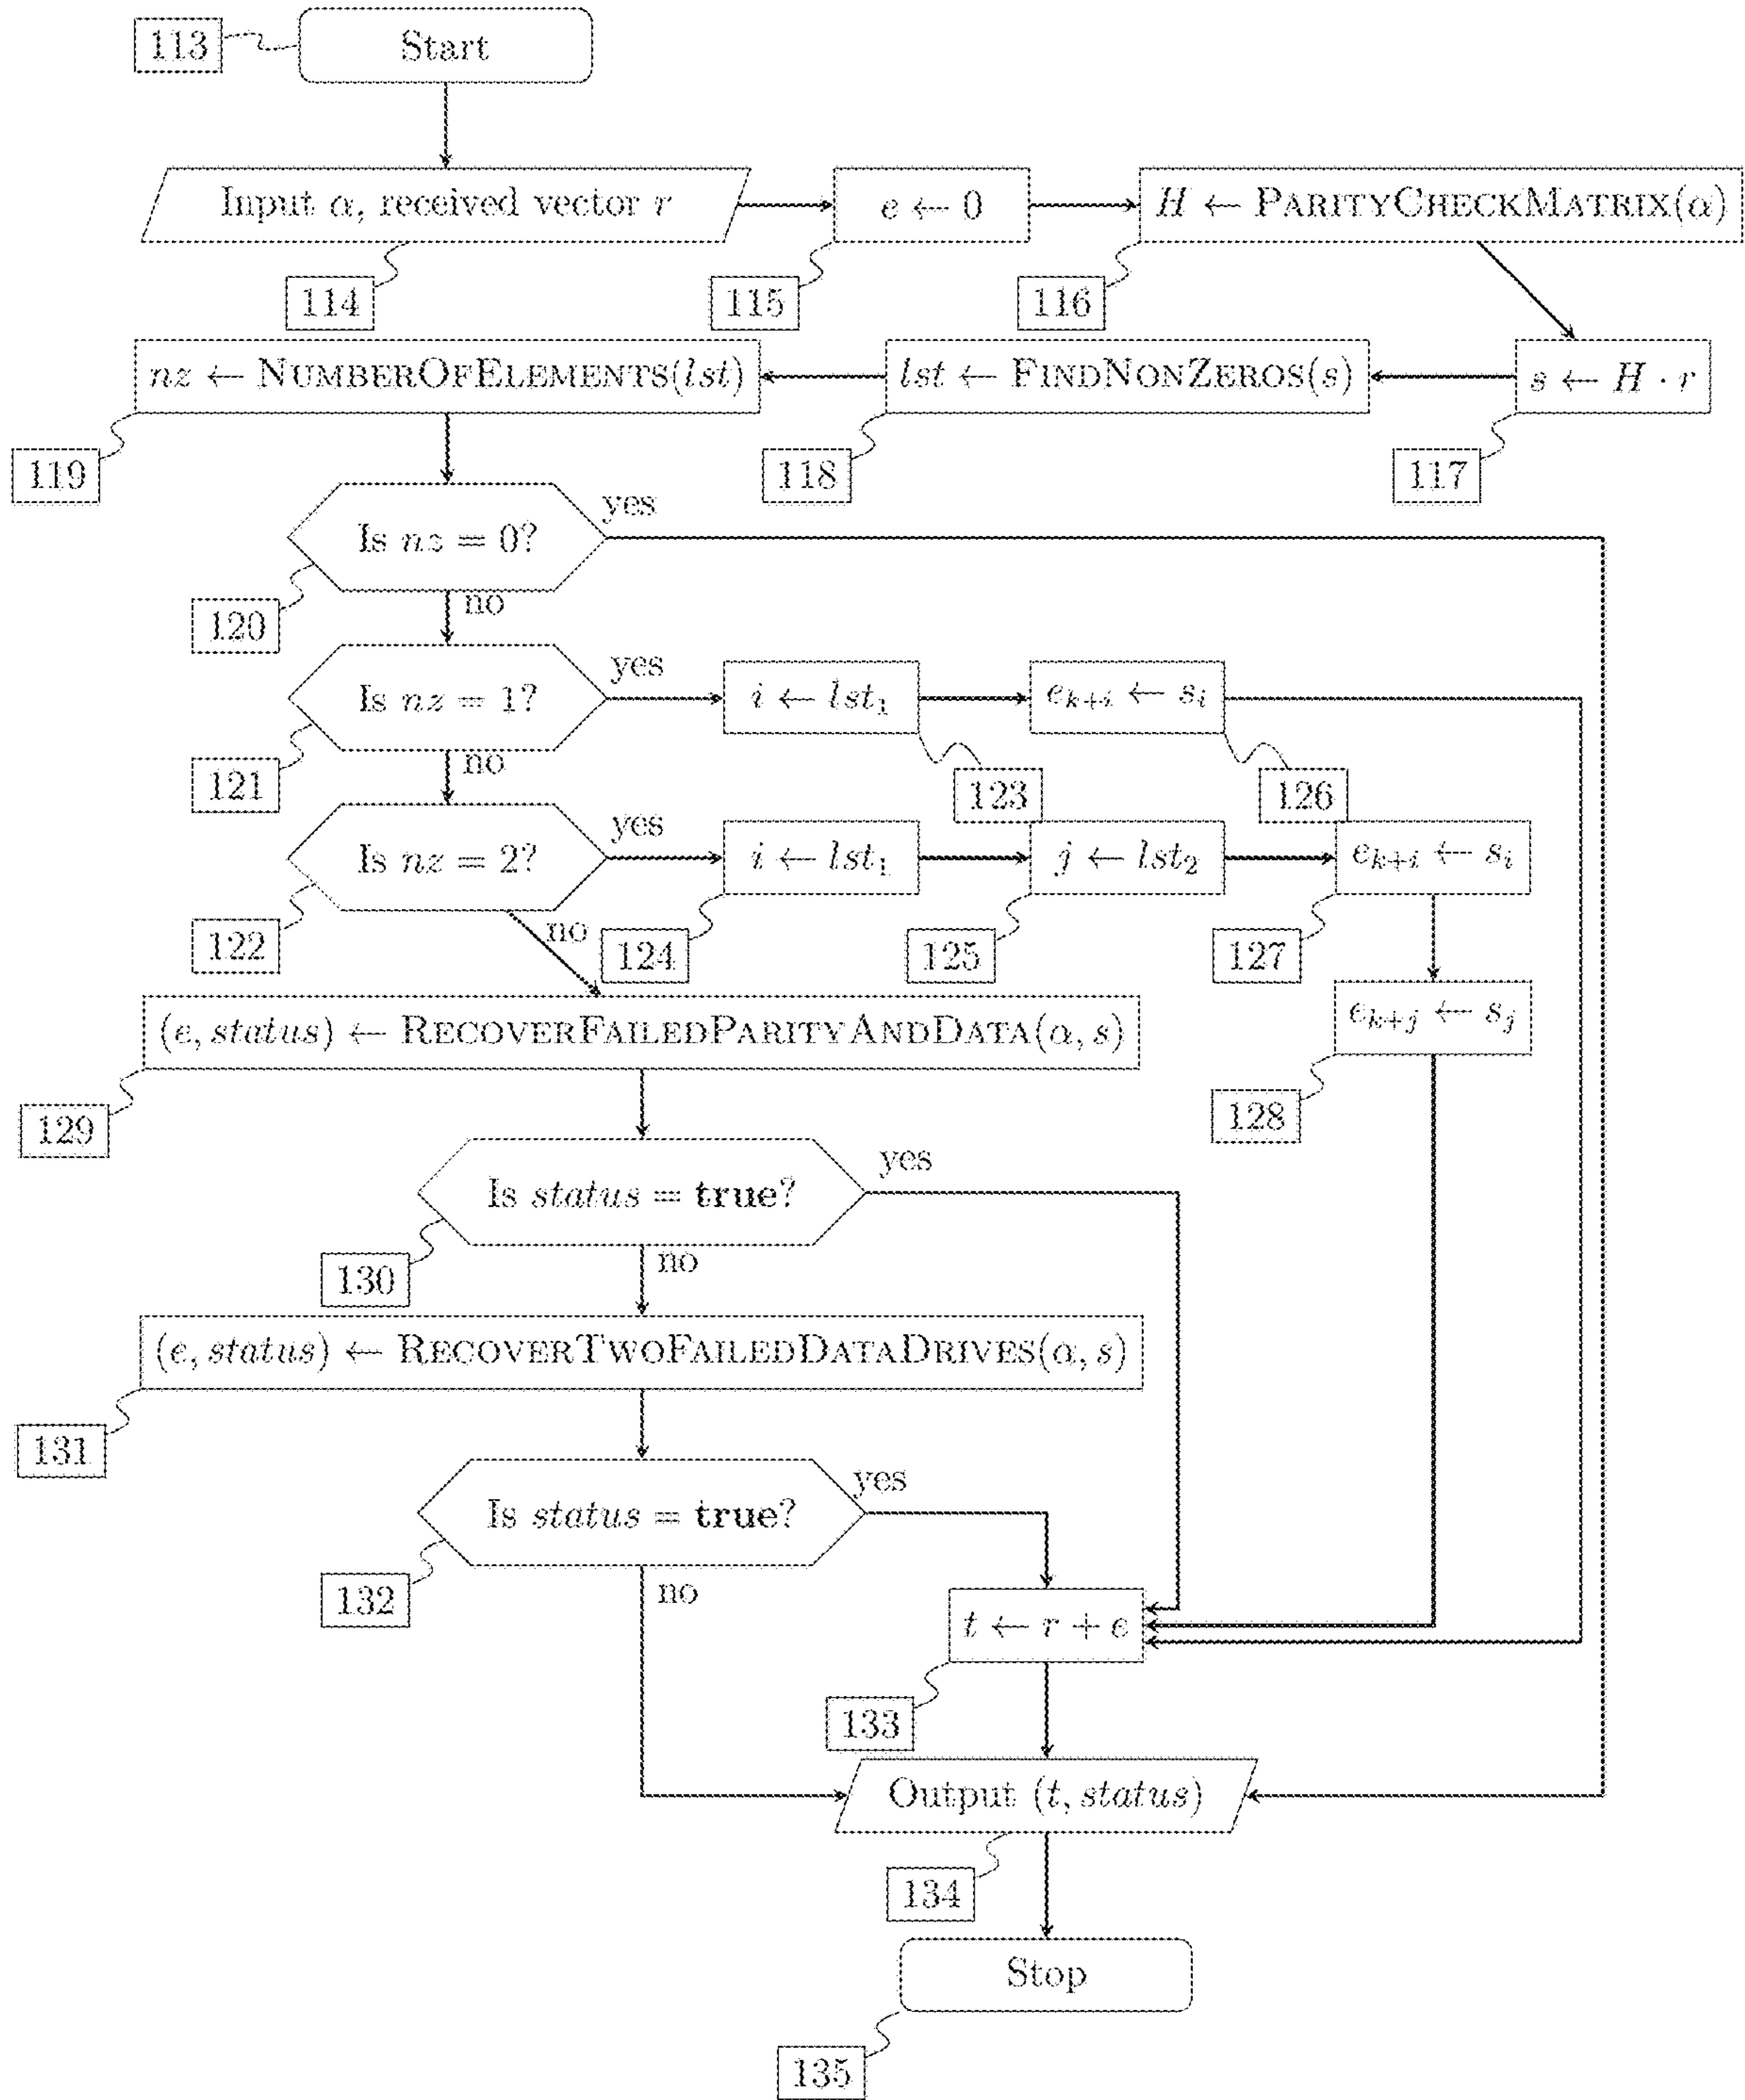 113
Start
Input α, received vector r
e ← 0
H ← PARITYCHECKMATRIX(α)
114
115
116
nz ← NUMBEROFELEMENTS(lst)
lst ← FINDNONZEROS(s)
s ← H · r
119
118
117
Is nz = 0?
yes
120
no
Is nz = 1?
yes
i ← lst₁
eₖ₊ᵢ ← sᵢ
121
no
123
126
Is nz = 2?
yes
i ← lst₁
j ← lst₂
eₖ₊ᵢ ← sᵢ
122
no
124
125
127
(e, status) ← RECOVERFAILEDPARITYANDDATA(α, s)
eₖ₊ⱼ ← sⱼ
129
128
Is status = true?
yes
130
no
(e, status) ← RECOVERTWOFAILEDDATADRIVES(α, s)
131
Is status = true?
yes
132
no
t ← r + e
133
Output (t, status)
134
Stop
135